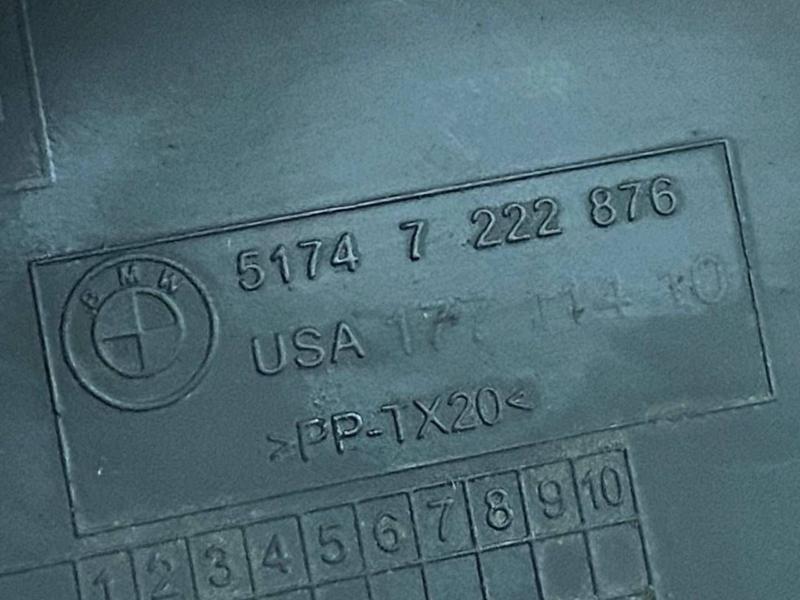 5174 7 222 876
BMW
USA
>PP-TX20<
1 2 3 4 5 6 7 8 9 10